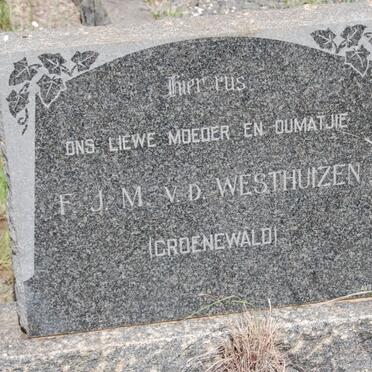 Hier rus
ONS LIEWE MOEDER EN OUMATJIE
F. J. M. V. D. WESTHUIZEN
(GROENEWALD)